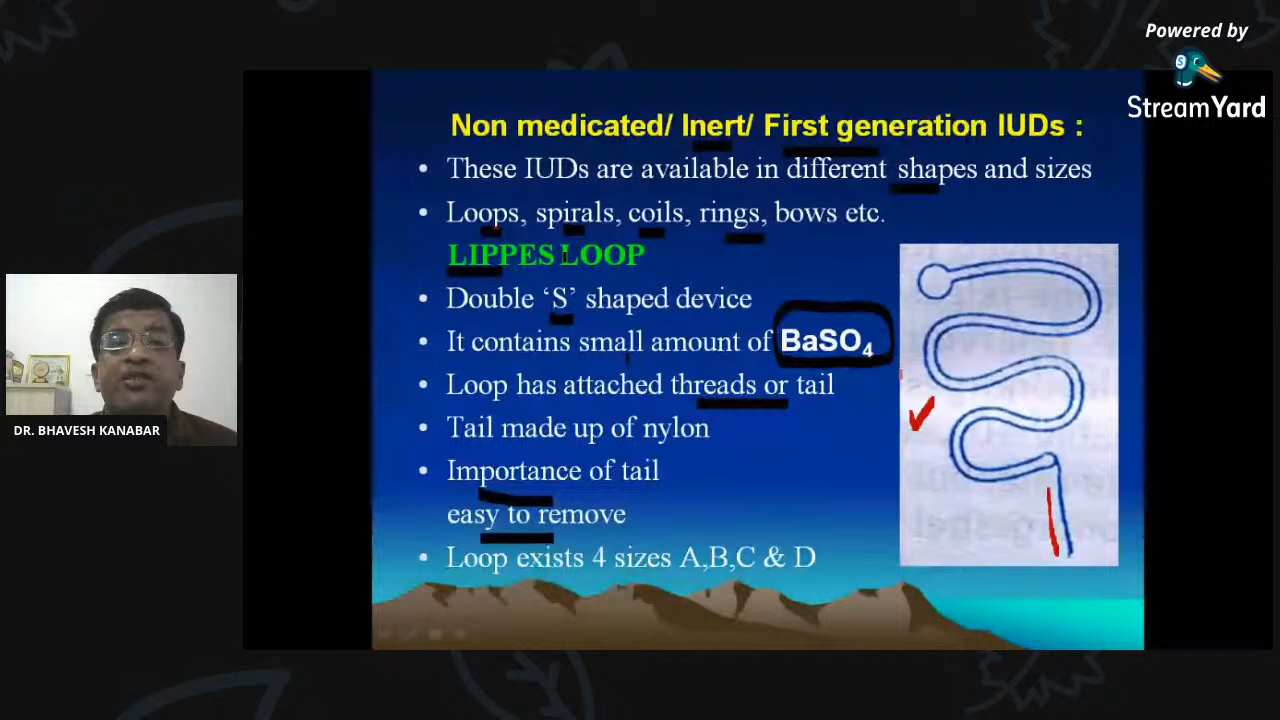 Powered by
StreamYard
Non medicated/ Inert/ First generation IUDs :
• These IUDs are available in different shapes and sizes
• Loops, spirals, coils, rings, bows etc.
LIPPES LOOP
• Double ‘S’ shaped device
• It contains small amount of BaSO₄
• Loop has attached threads or tail
• Tail made up of nylon
• Importance of tail
easy to remove
• Loop exists 4 sizes A,B,C & D
DR. BHAVESH KANABAR